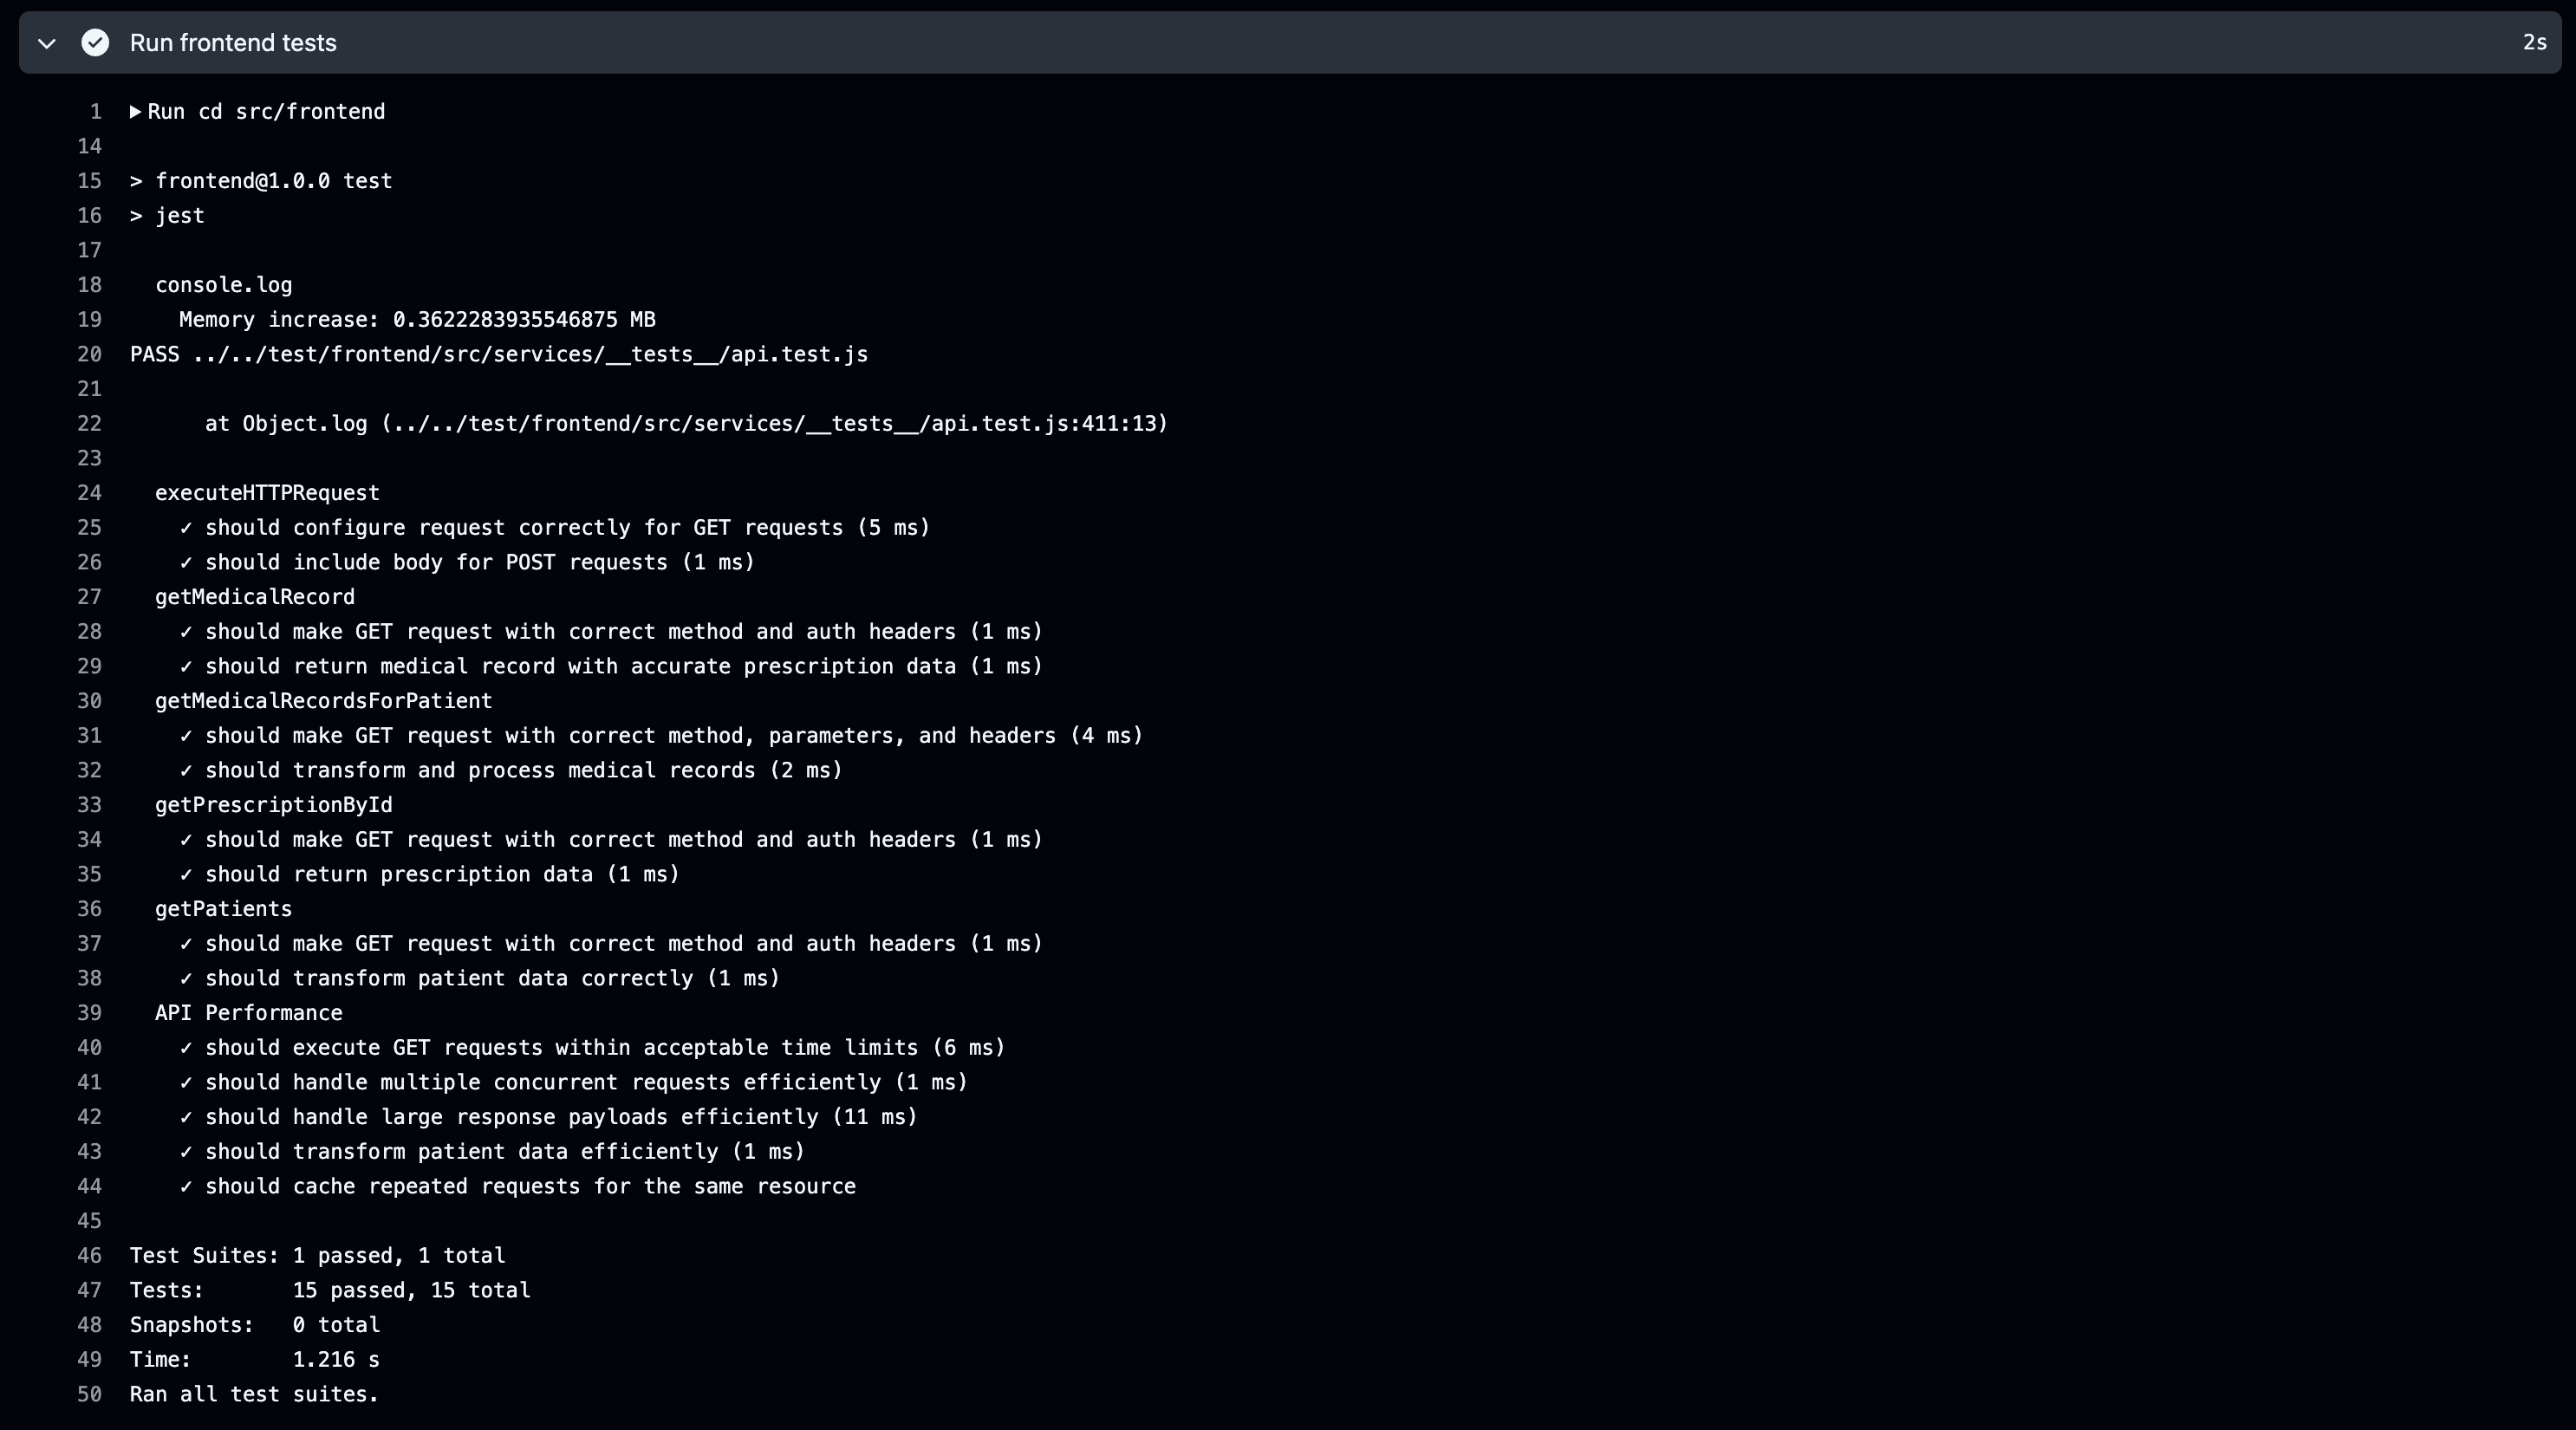 Run frontend tests 2s
1 ▶ Run cd src/frontend
14
15 > frontend@1.0.0 test
16 > jest
17
18 console.log
19 Memory increase: 0.3622283935546875 MB
20 PASS ../../test/frontend/src/services/__tests__/api.test.js
21
22 at Object.log (../../test/frontend/src/services/__tests__/api.test.js:411:13)
23
24 executeHTTPRequest
25 ✓ should configure request correctly for GET requests (5 ms)
26 ✓ should include body for POST requests (1 ms)
27 getMedicalRecord
28 ✓ should make GET request with correct method and auth headers (1 ms)
29 ✓ should return medical record with accurate prescription data (1 ms)
30 getMedicalRecordsForPatient
31 ✓ should make GET request with correct method, parameters, and headers (4 ms)
32 ✓ should transform and process medical records (2 ms)
33 getPrescriptionById
34 ✓ should make GET request with correct method and auth headers (1 ms)
35 ✓ should return prescription data (1 ms)
36 getPatients
37 ✓ should make GET request with correct method and auth headers (1 ms)
38 ✓ should transform patient data correctly (1 ms)
39 API Performance
40 ✓ should execute GET requests within acceptable time limits (6 ms)
41 ✓ should handle multiple concurrent requests efficiently (1 ms)
42 ✓ should handle large response payloads efficiently (11 ms)
43 ✓ should transform patient data efficiently (1 ms)
44 ✓ should cache repeated requests for the same resource
45
46 Test Suites: 1 passed, 1 total
47 Tests: 15 passed, 15 total
48 Snapshots: 0 total
49 Time: 1.216 s
50 Ran all test suites.